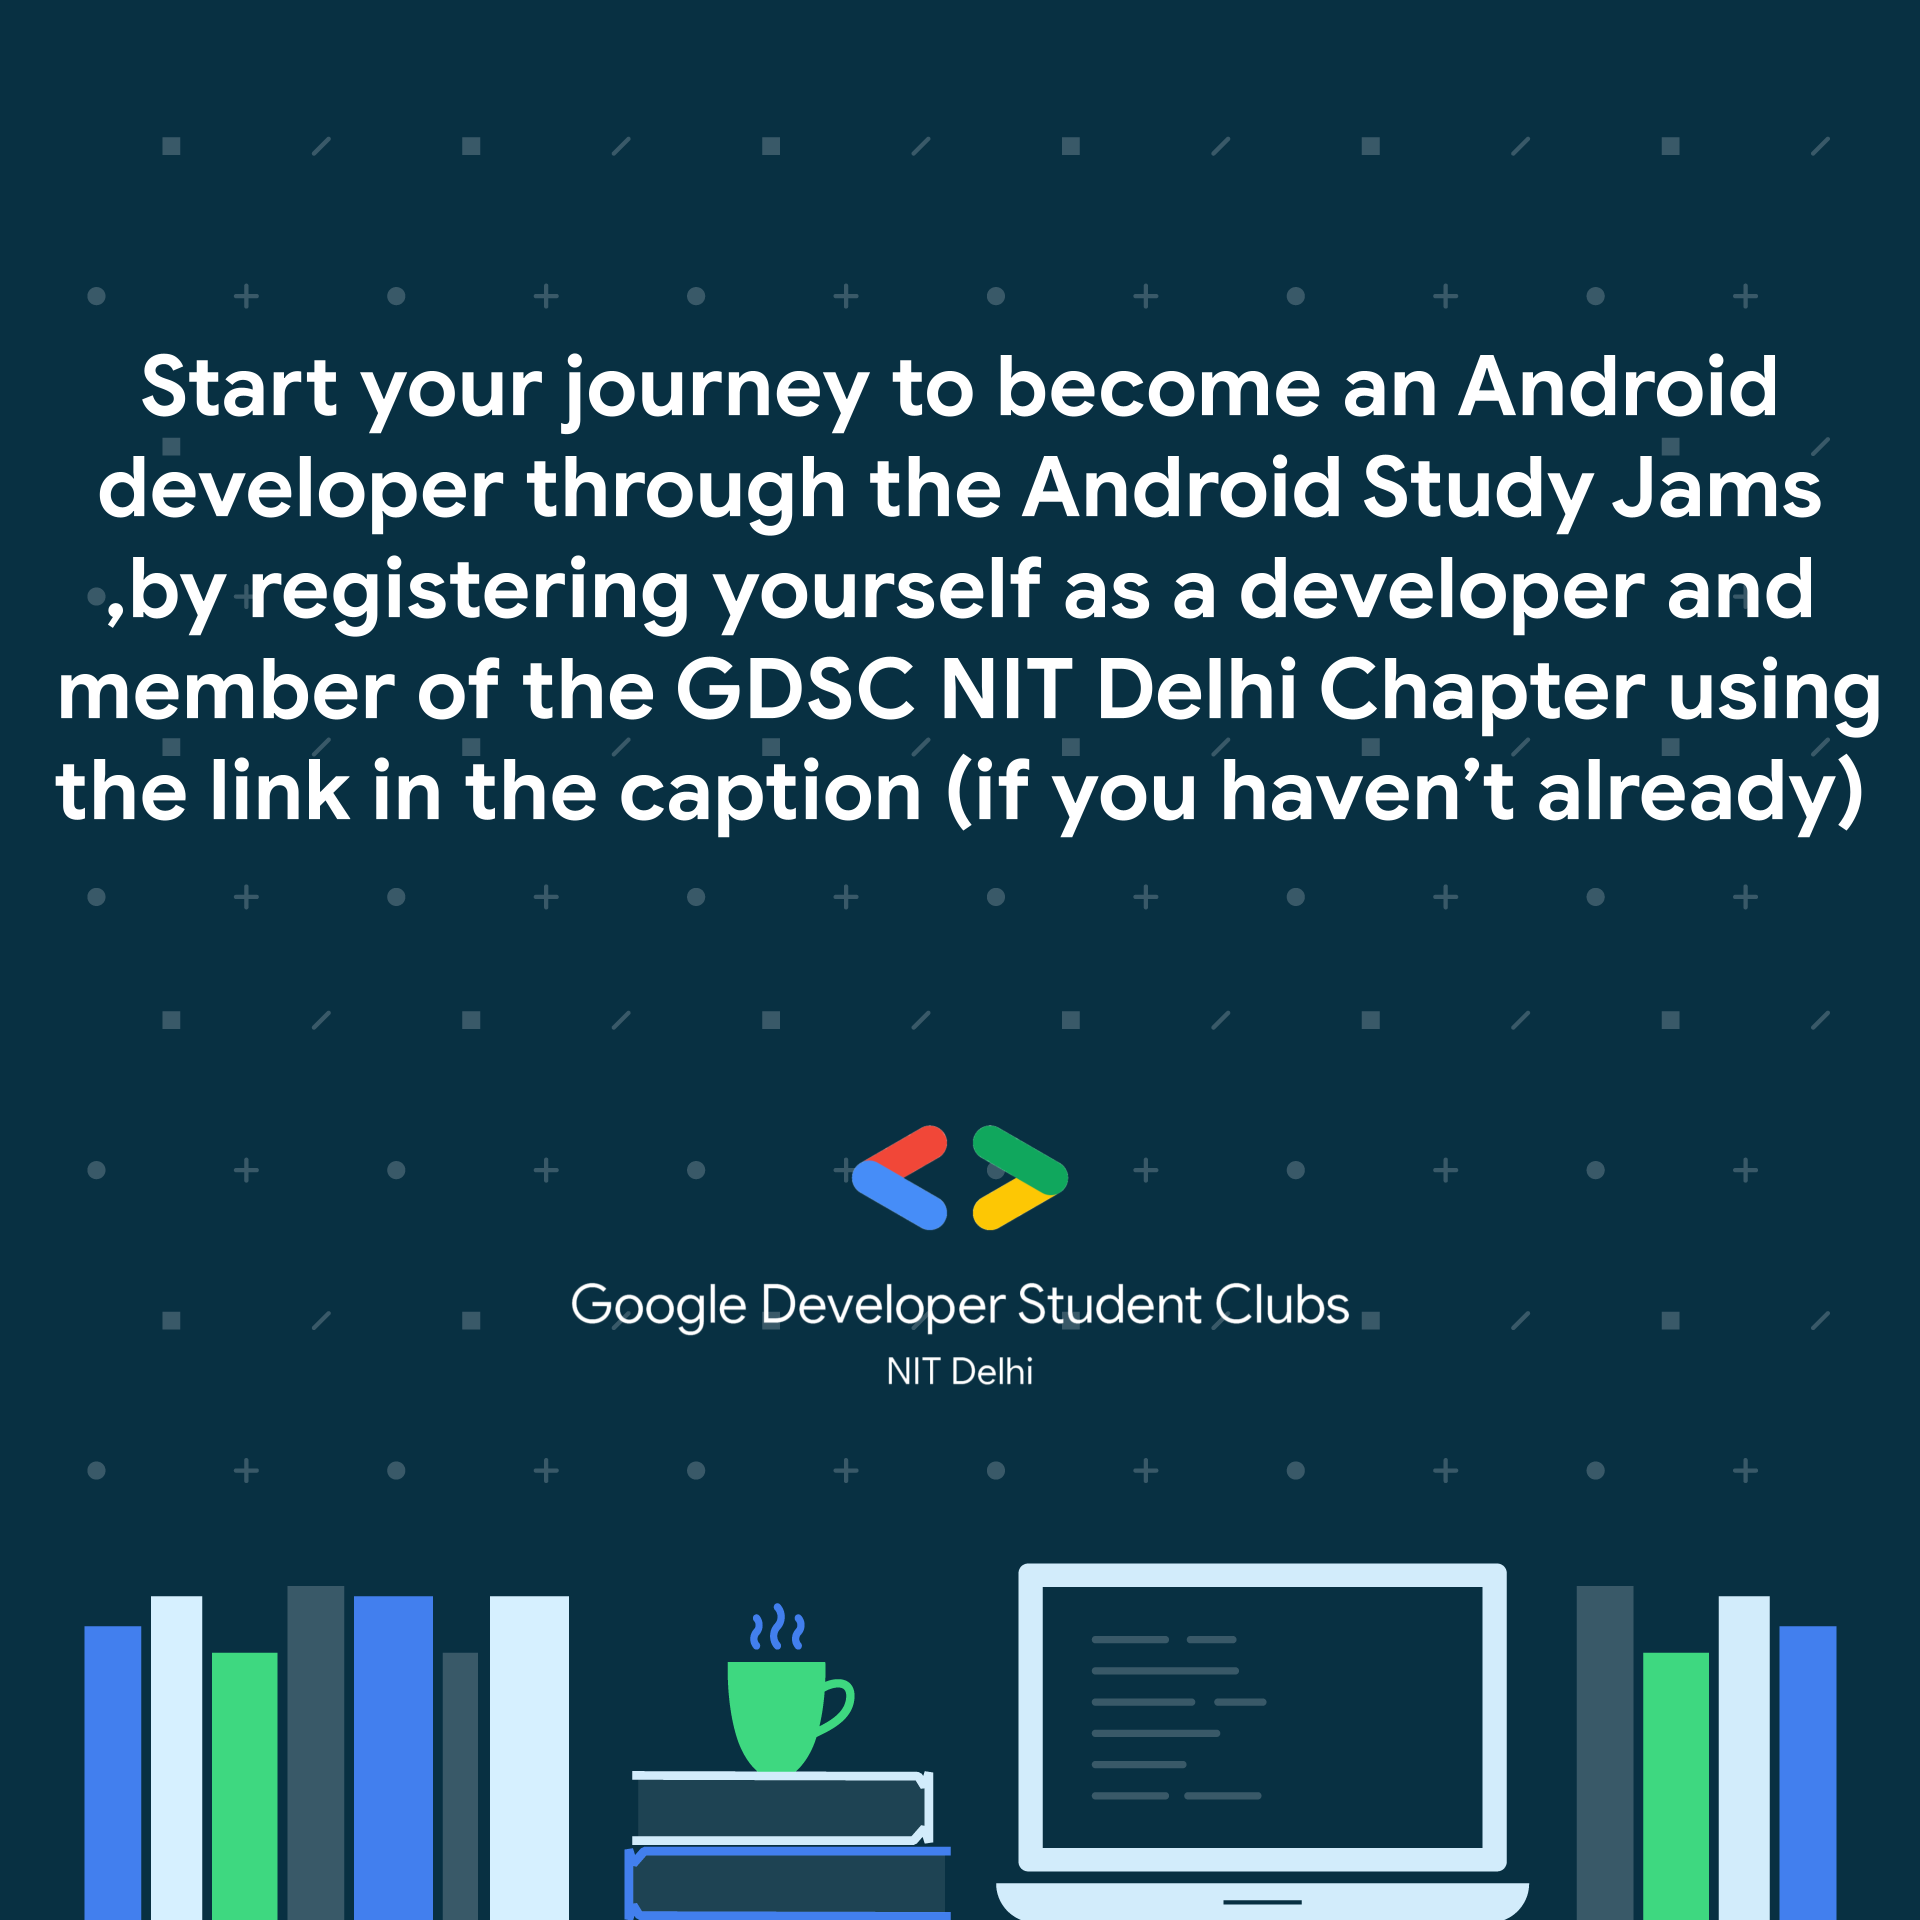 Start your journey to become an Android
developer through the Android Study Jams
,by registering yourself as a developer and
member of the GDSC NIT Delhi Chapter using
the link in the caption (if you haven’t already)
Google Developer Student Clubs
NIT Delhi